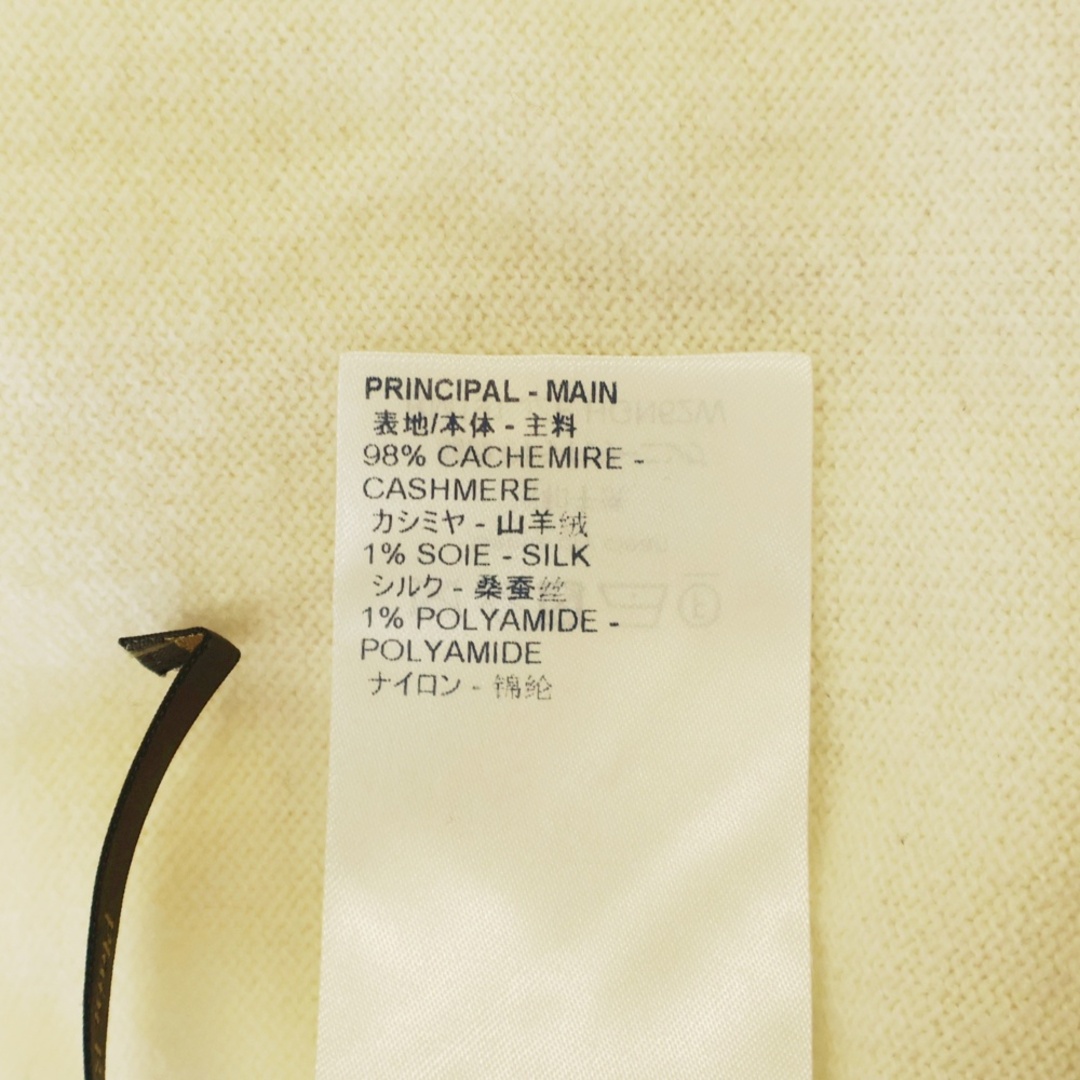 PRINCIPAL - MAIN
表地/本体 - 主料
98% CACHEMIRE -
CASHMERE
カシミヤ - 山羊绒
1% SOIE - SILK
シルク - 桑蚕丝
1% POLYAMIDE -
POLYAMIDE
ナイロン - 锦纶